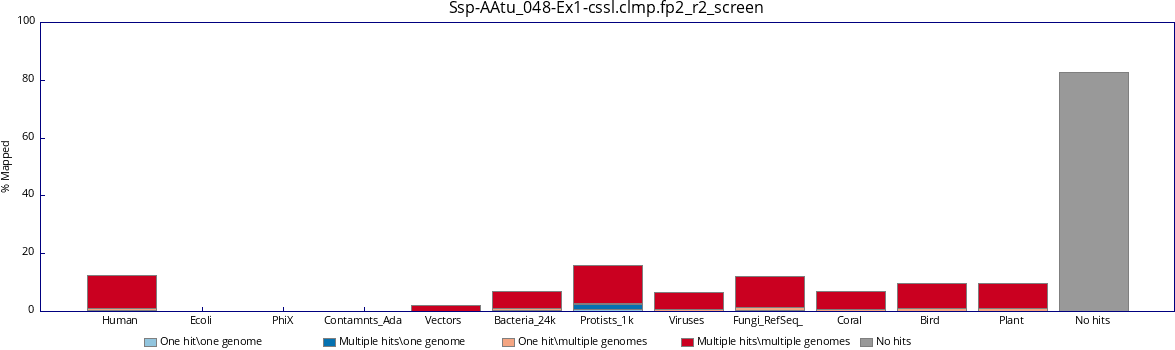 Ssp-AAtu_048-Ex1-cssl.clmp.fp2_r2_screen
100
80
60
40
20
0
% Mapped
Human Ecoli PhiX Contamnts_Ada Vectors Bacteria_24k Protists_1k Viruses Fungi_RefSeq_ Coral Bird Plant No hits
One hit\one genome Multiple hits\one genome One hit\multiple genomes Multiple hits\multiple genomes No hits